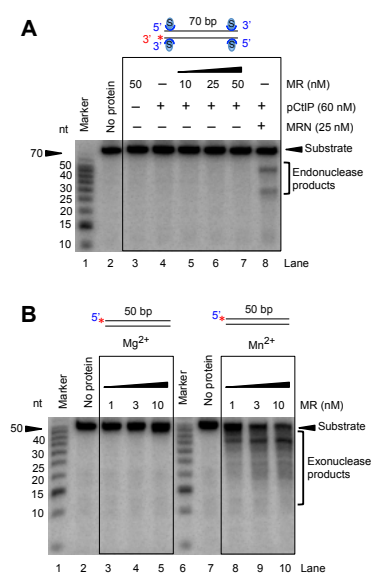 A
70 bp
5’ S S 3’
3’ *
3’ S S 5’
50 – 10 25 50 – MR (nM)
– + + + + + pCtIP (60 nM)
– – – – – + MRN (25 nM)
nt Marker No protein
70 Substrate
50
40
30
25
20
15
10
Endonuclease
products
1 2 3 4 5 6 7 8 Lane
B
50 bp 50 bp
5’ * 5’ *
Mg2+ Mn2+
nt Marker No protein 1 3 10 Marker No protein 1 3 10 MR (nM)
50 Substrate
40
30
25
20
15
10
Exonuclease
products
1 2 3 4 5 6 7 8 9 10 Lane